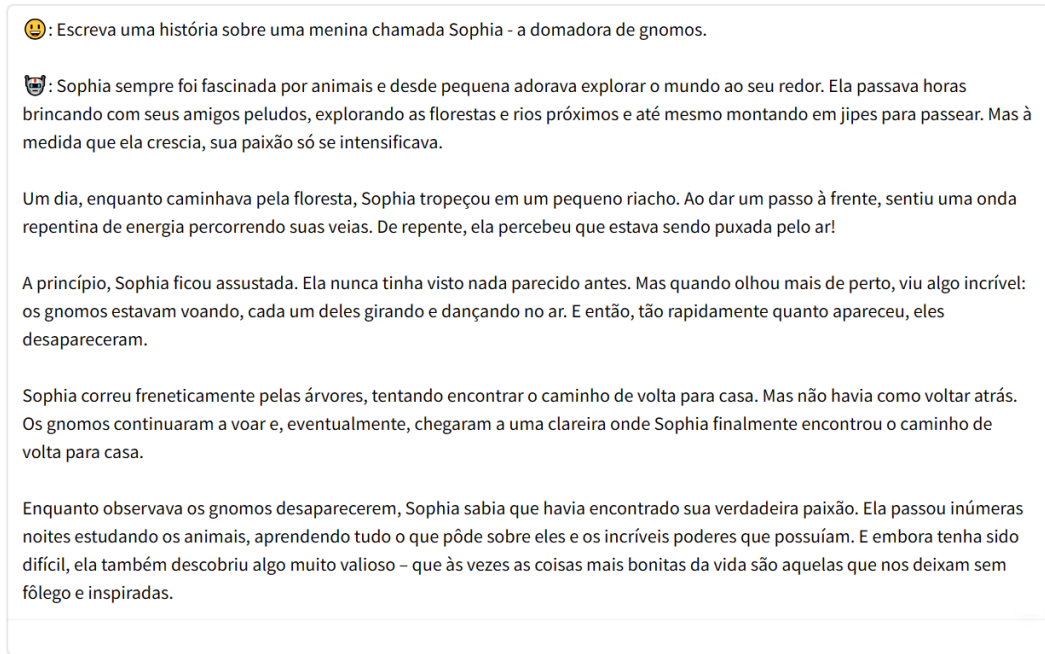 😃: Escreva uma história sobre uma menina chamada Sophia - a domadora de gnomos.
🤖: Sophia sempre foi fascinada por animais e desde pequena adorava explorar o mundo ao seu redor. Ela passava horas
brincando com seus amigos peludos, explorando as florestas e rios próximos e até mesmo montando em jipes para passear. Mas à
medida que ela crescia, sua paixão só se intensificava.
Um dia, enquanto caminhava pela floresta, Sophia tropeçou em um pequeno riacho. Ao dar um passo à frente, sentiu uma onda
repentina de energia percorrendo suas veias. De repente, ela percebeu que estava sendo puxada pelo ar!
A princípio, Sophia ficou assustada. Ela nunca tinha visto nada parecido antes. Mas quando olhou mais de perto, viu algo incrível:
os gnomos estavam voando, cada um deles girando e dançando no ar. E então, tão rapidamente quanto apareceu, eles
desapareceram.
Sophia correu freneticamente pelas árvores, tentando encontrar o caminho de volta para casa. Mas não havia como voltar atrás.
Os gnomos continuaram a voar e, eventualmente, chegaram a uma clareira onde Sophia finalmente encontrou o caminho de
volta para casa.
Enquanto observava os gnomos desaparecerem, Sophia sabia que havia encontrado sua verdadeira paixão. Ela passou inúmeras
noites estudando os animais, aprendendo tudo o que pôde sobre eles e os incríveis poderes que possuíam. E embora tenha sido
difícil, ela também descobriu algo muito valioso – que às vezes as coisas mais bonitas da vida são aquelas que nos deixam sem
fôlego e inspiradas.